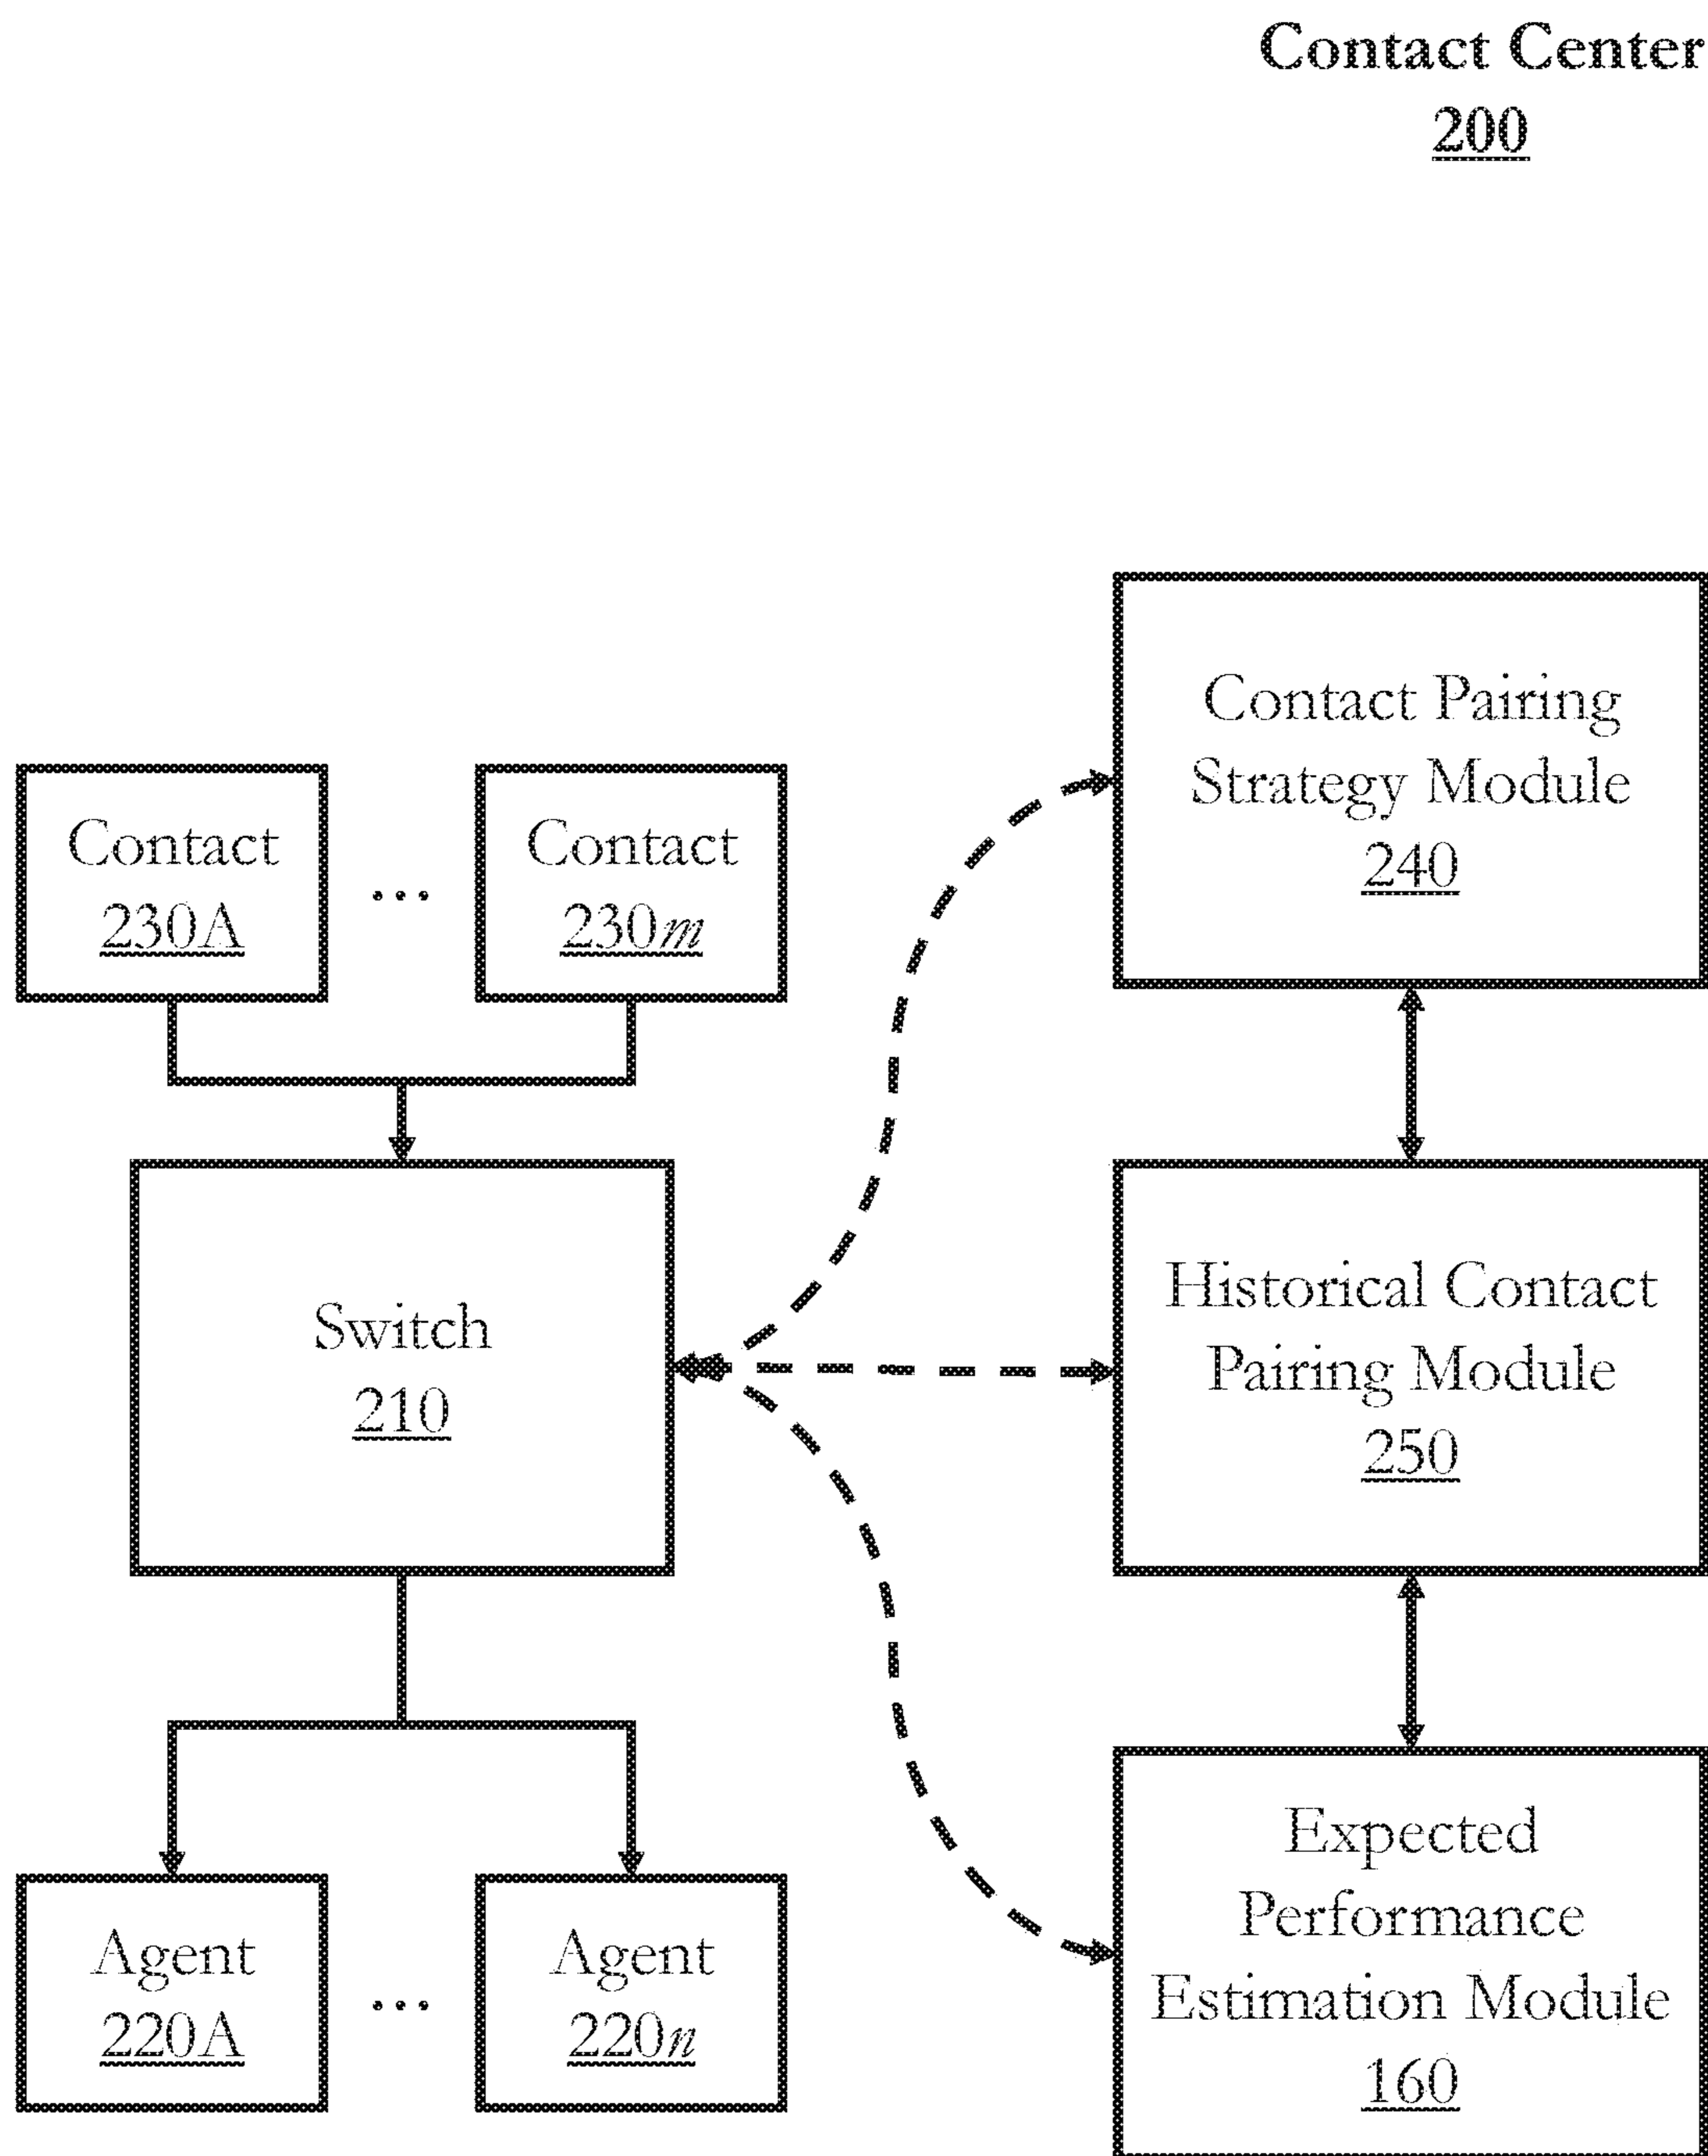 Contact Center
200
Contact Pairing
Strategy Module
240
Contact
230A
...
Contact
230m
Switch
210
Historical Contact
Pairing Module
250
Agent
220A
...
Agent
220n
Expected
Performance
Estimation Module
160